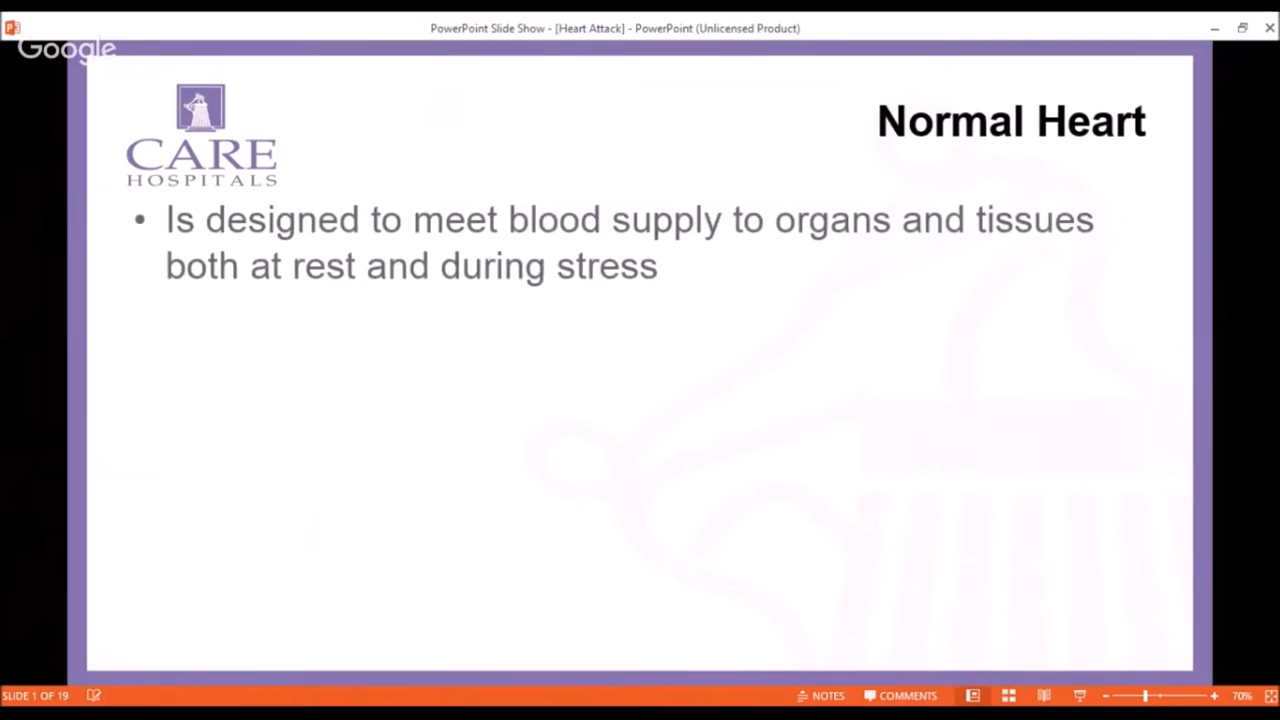 PowerPoint Slide Show - [Heart Attack] - PowerPoint (Unlicensed Product)
Google
CARE
HOSPITALS
Normal Heart
• Is designed to meet blood supply to organs and tissues
both at rest and during stress
SLIDE 1 OF 19 NOTES COMMENTS 70%